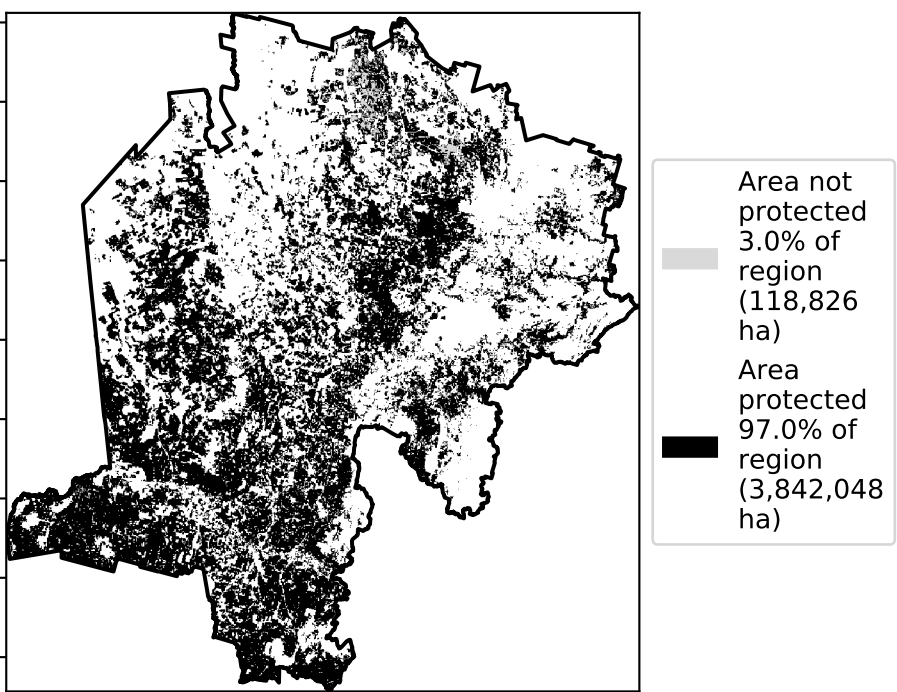 Area not
protected
3.0% of
region
(118,826
ha)
Area
protected
97.0% of
region
(3,842,048
ha)